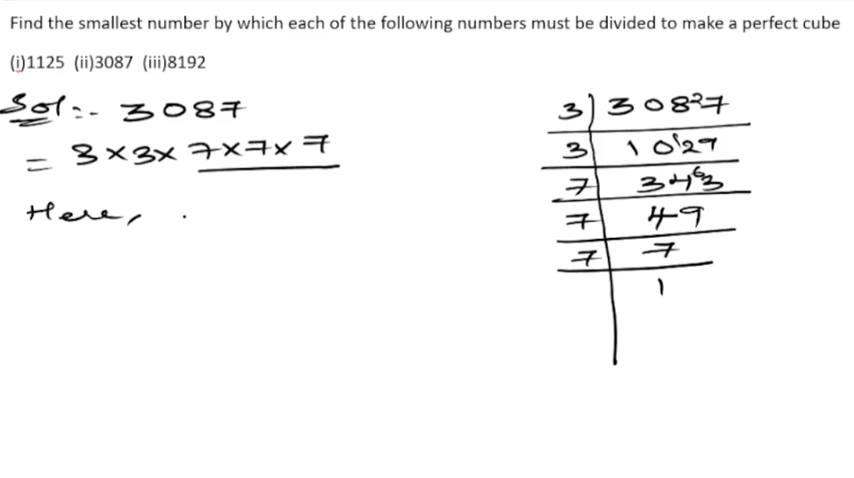 Find the smallest number by which each of the following numbers must be divided to make a perfect cube
(i)1125 (ii)3087 (iii)8192
Sol:- 3087
= 3×3×7×7×7
Here,
3 3087
3 1029
7 343
7 49
7 7
1